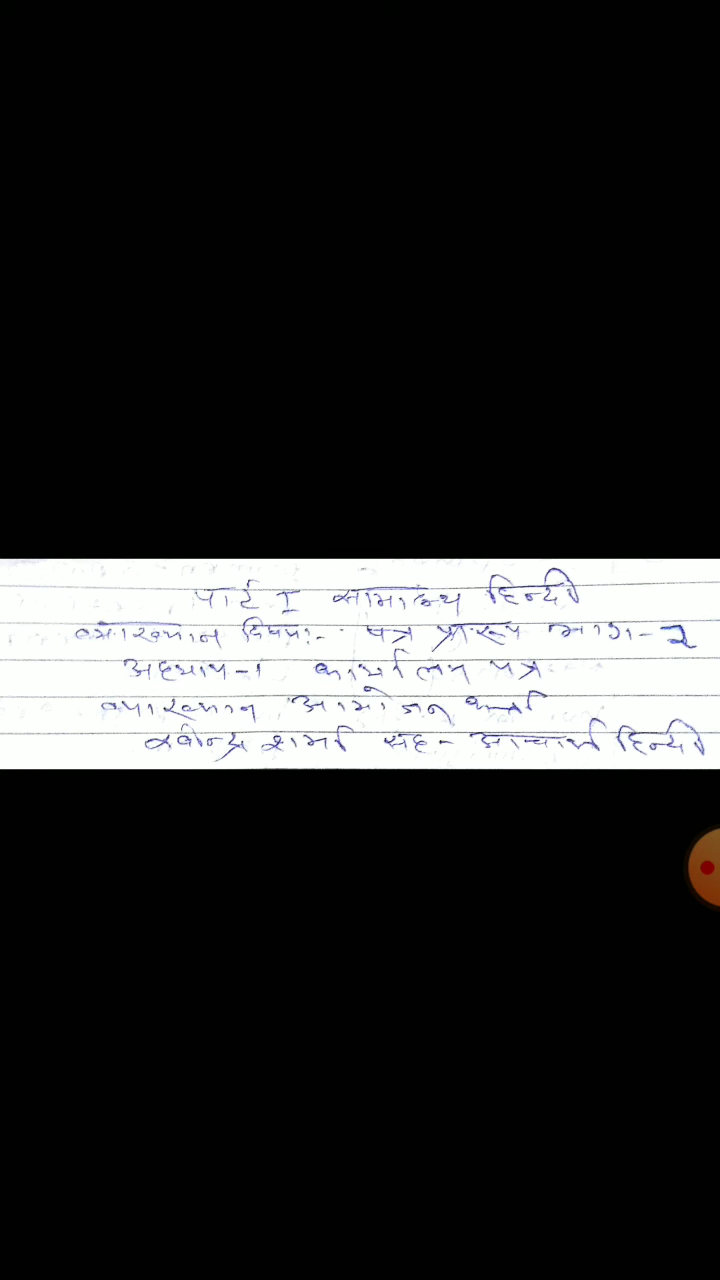 पार्ट I सामान्य हिन्दी
व्याख्यान विषय:- पत्र प्रारूप भाग-2
अध्याय-1 कार्यालय पत्र
व्याख्यान आयोजन कर्ता
रवीन्द्र शर्मा सह-आचार्य हिन्दी